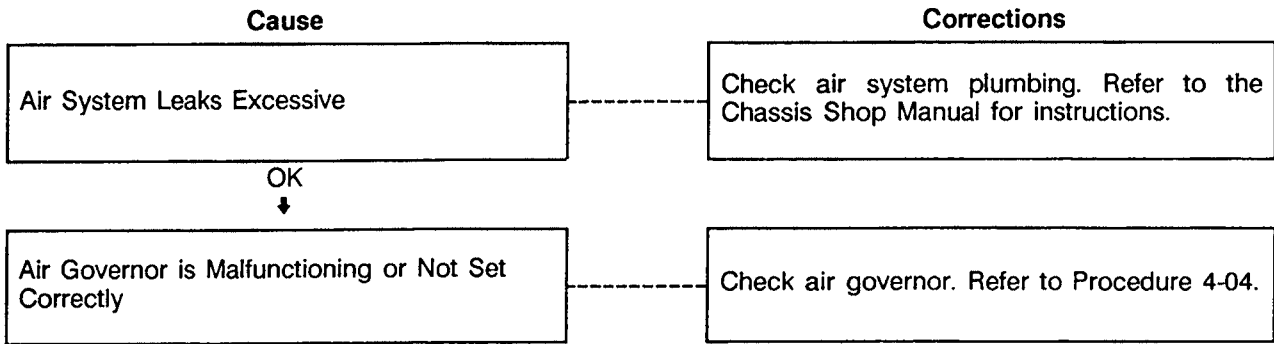 Cause
Corrections
Air System Leaks Excessive
Check air system plumbing. Refer to the
Chassis Shop Manual for instructions.
OK
Air Governor is Malfunctioning or Not Set
Correctly
Check air governor. Refer to Procedure 4-04.